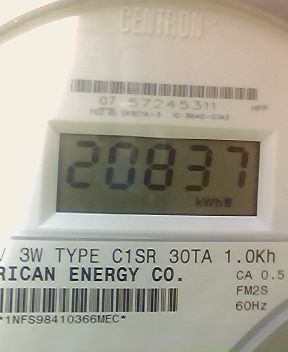 CENTRON®
07 57245311
20837
kWh
V 3W TYPE C1SR 30TA 1.0Kh
RICAN ENERGY CO.
CA 0.5
FM2S
60Hz
*1NFS98410366MEC*